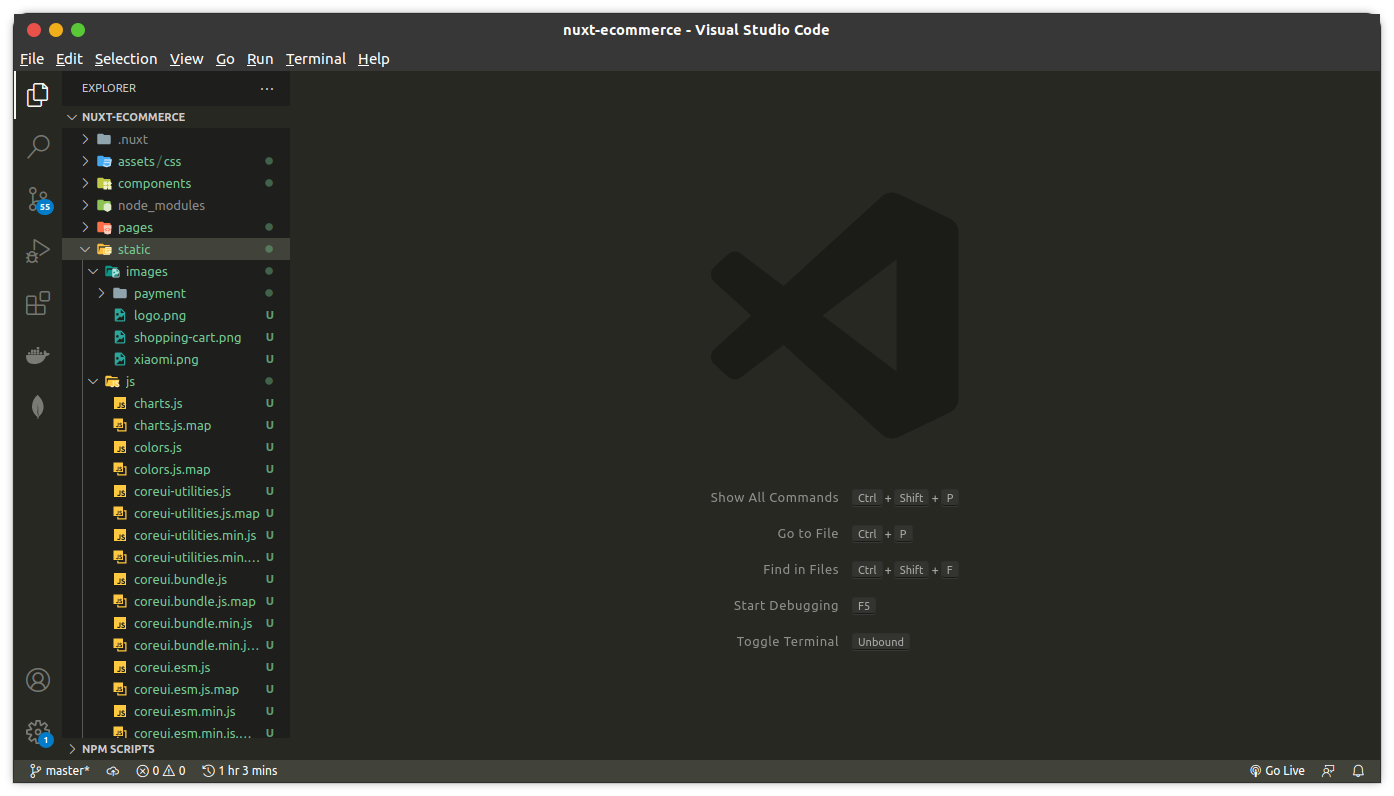 nuxt-ecommerce - Visual Studio Code
File Edit Selection View Go Run Terminal Help
EXPLORER
NUXT-ECOMMERCE
.nuxt
assets/css
components
node_modules
55
pages
static
images
payment
logo.png U
shopping-cart.png U
xiaomi.png U
js
charts.js U
charts.js.map U
colors.js U
colors.js.map U
coreui-utilities.js U
coreui-utilities.js.map U
coreui-utilities.min.js U
coreui-utilities.min.... U
coreui.bundle.js U
coreui.bundle.js.map U
coreui.bundle.min.js U
coreui.bundle.min.j... U
coreui.esm.js U
coreui.esm.js.map U
coreui.esm.min.js U
coreui.esm.min.js.... U
1
NPM SCRIPTS
Show All Commands Ctrl + Shift + P
Go to File Ctrl + P
Find in Files Ctrl + Shift + F
Start Debugging F5
Toggle Terminal Unbound
master* 0 0 1 hr 3 mins Go Live